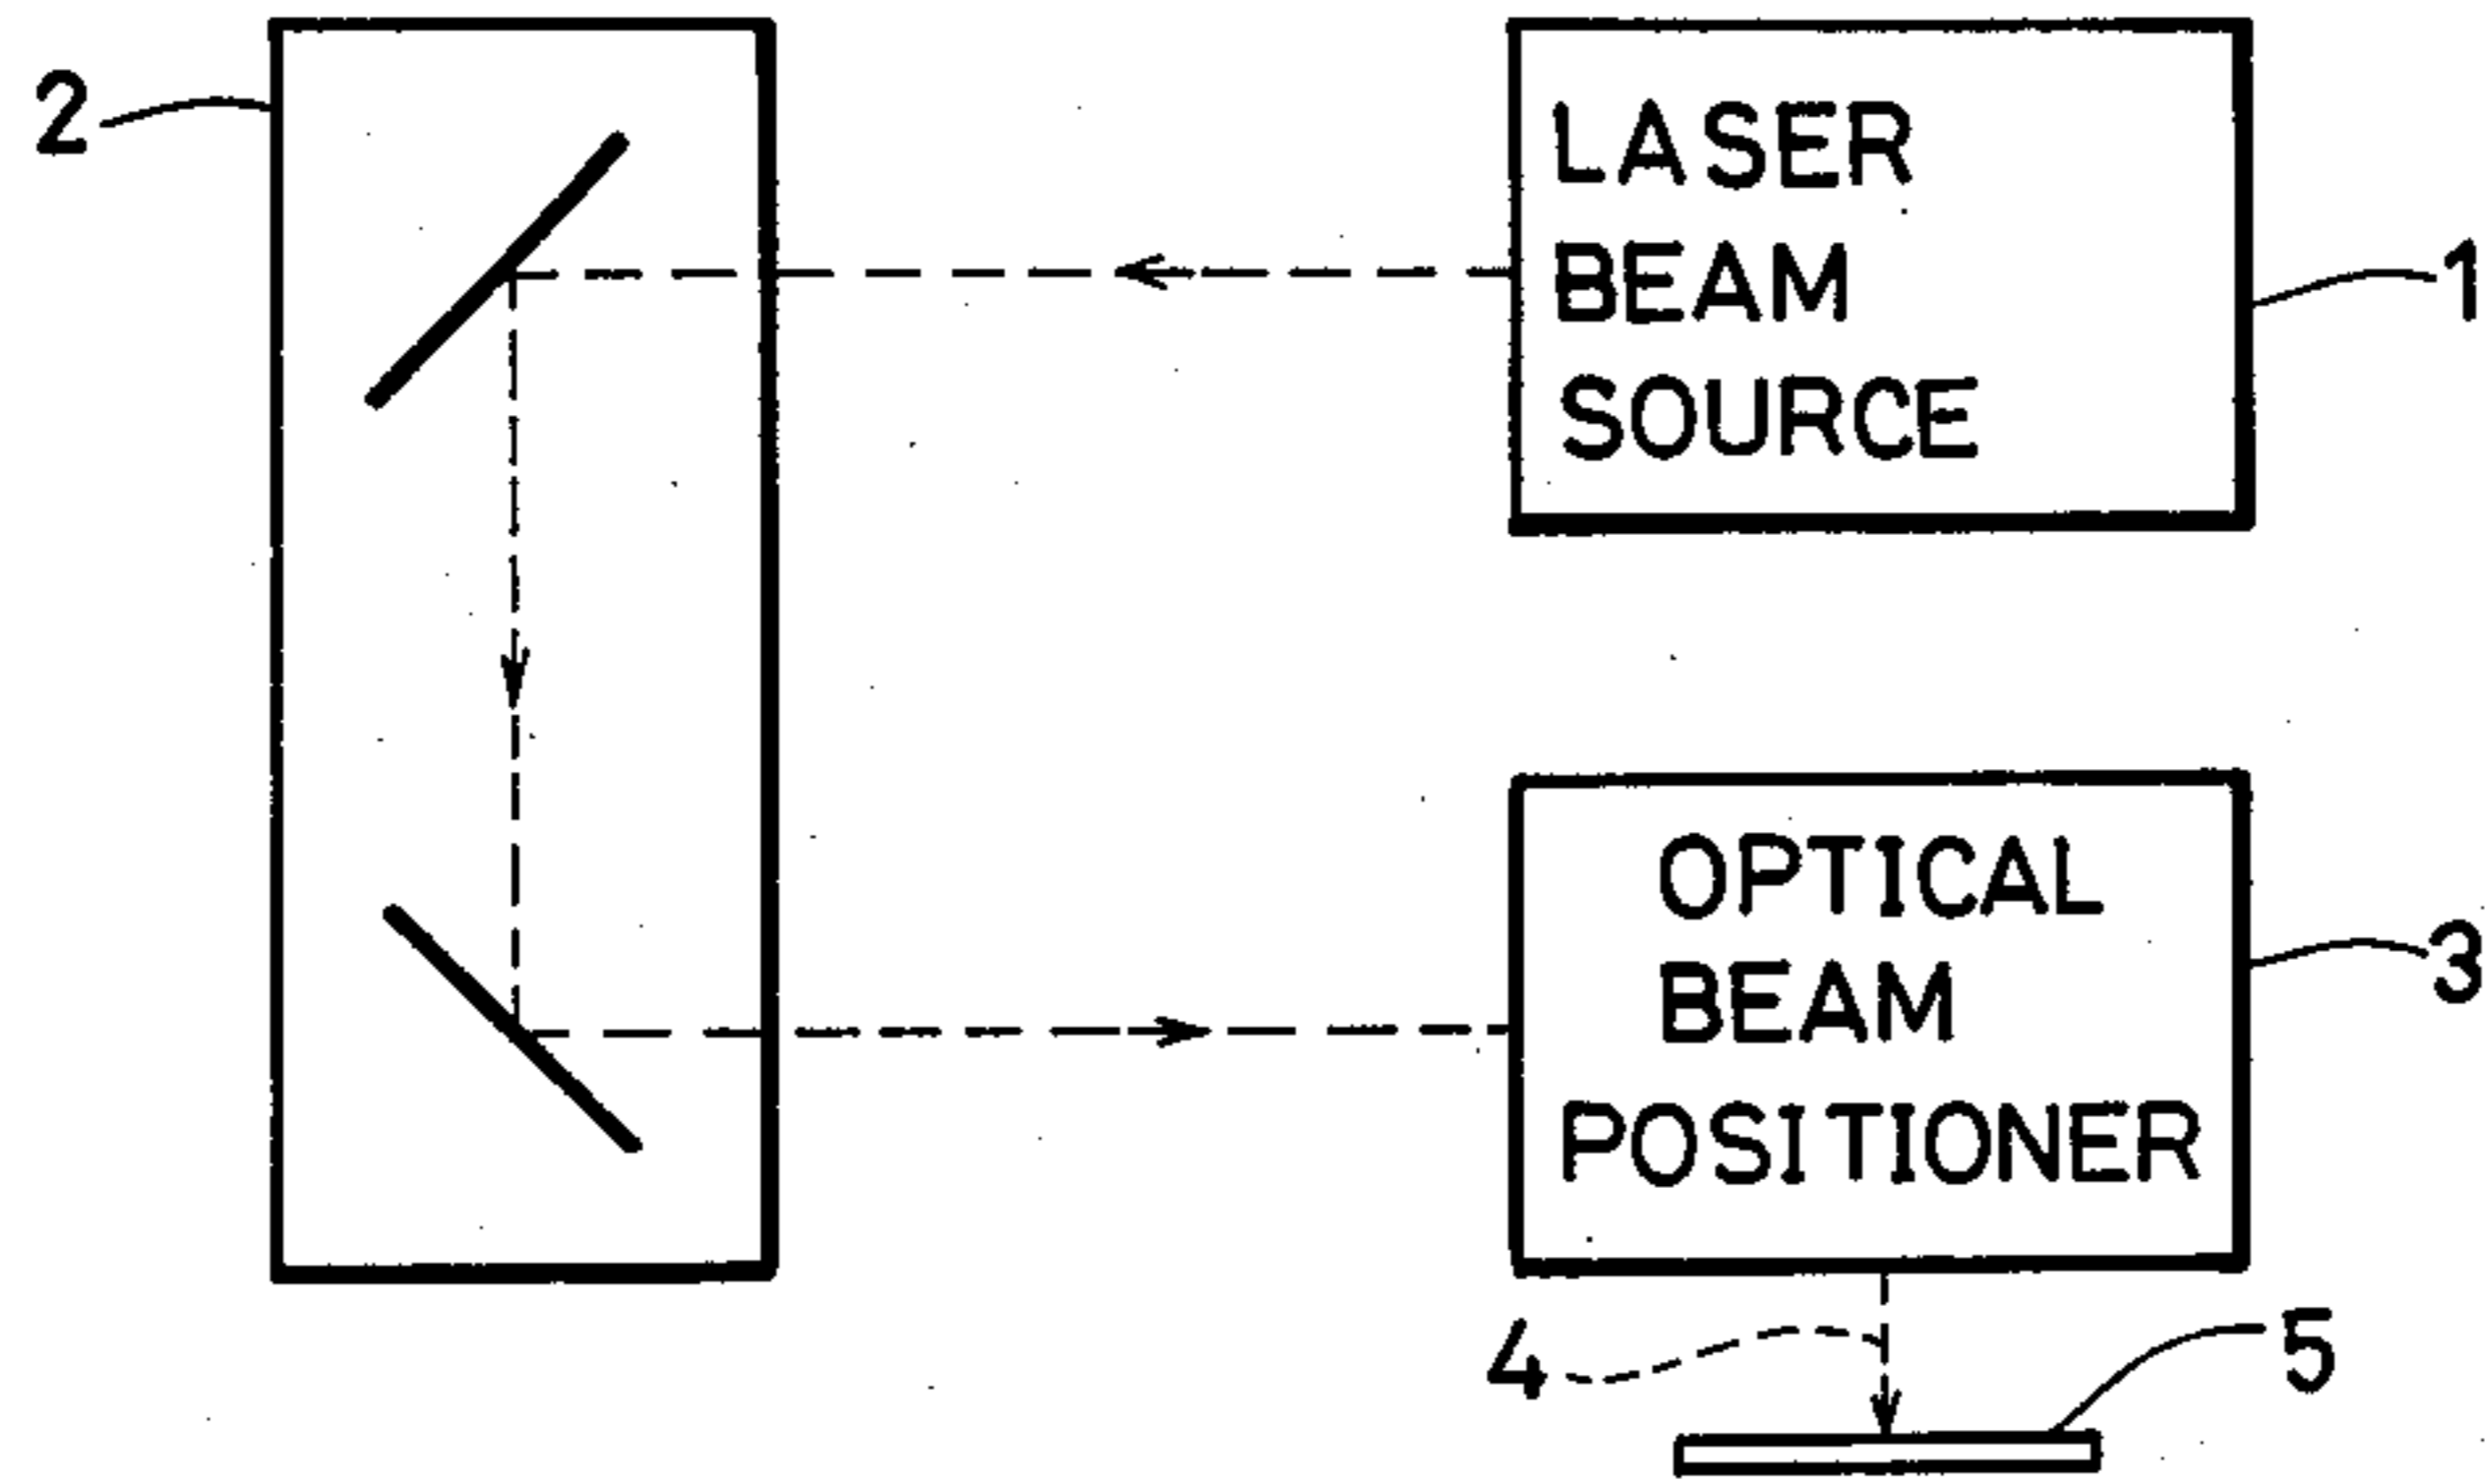 2
LASER
BEAM
SOURCE
1
OPTICAL
BEAM
POSITIONER
3
4
5